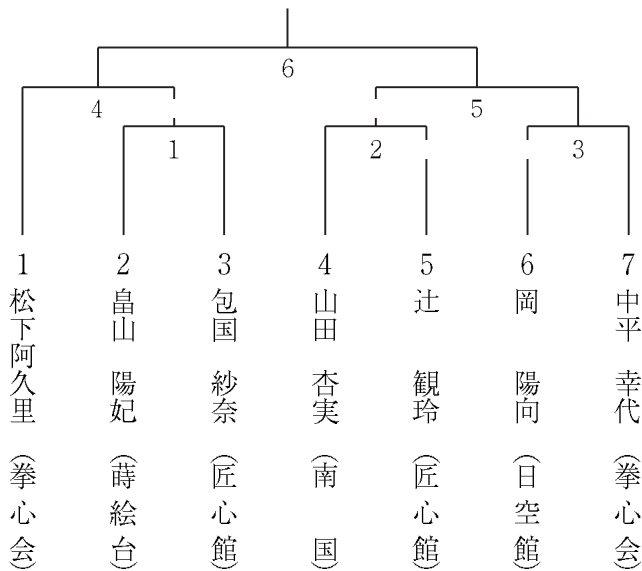 6
4
5
1
2
3
1 松下阿久里 (拳心会)
2 畠山 陽妃 (蒔絵台)
3 包国 紗奈 (匠心館)
4 山田 杏実 (南 国)
5 辻 観玲 (匠心館)
6 岡 陽向 (日空館)
7 中平 幸代 (拳心会)